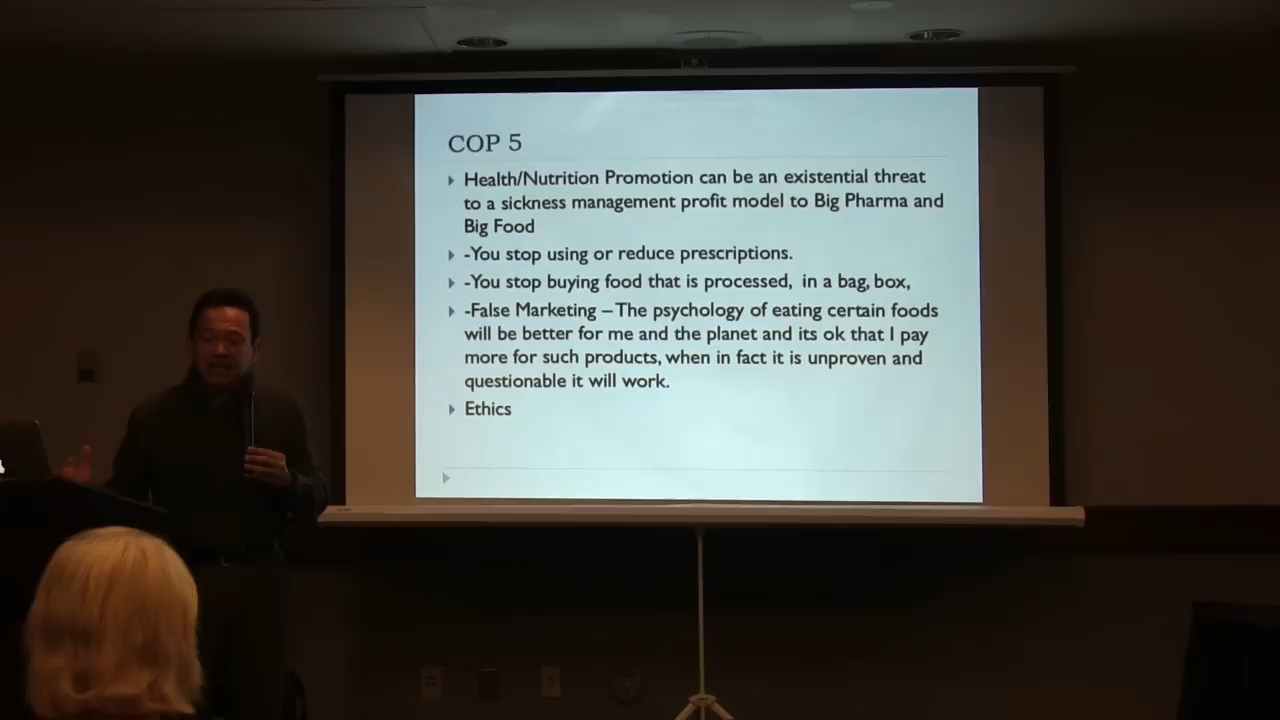 COP 5
Health/Nutrition Promotion can be an existential threat
to a sickness management profit model to Big Pharma and
Big Food
-You stop using or reduce prescriptions.
-You stop buying food that is processed, in a bag, box,
-False Marketing – The psychology of eating certain foods
will be better for me and the planet and its ok that I pay
more for such products, when in fact it is unproven and
questionable it will work.
Ethics